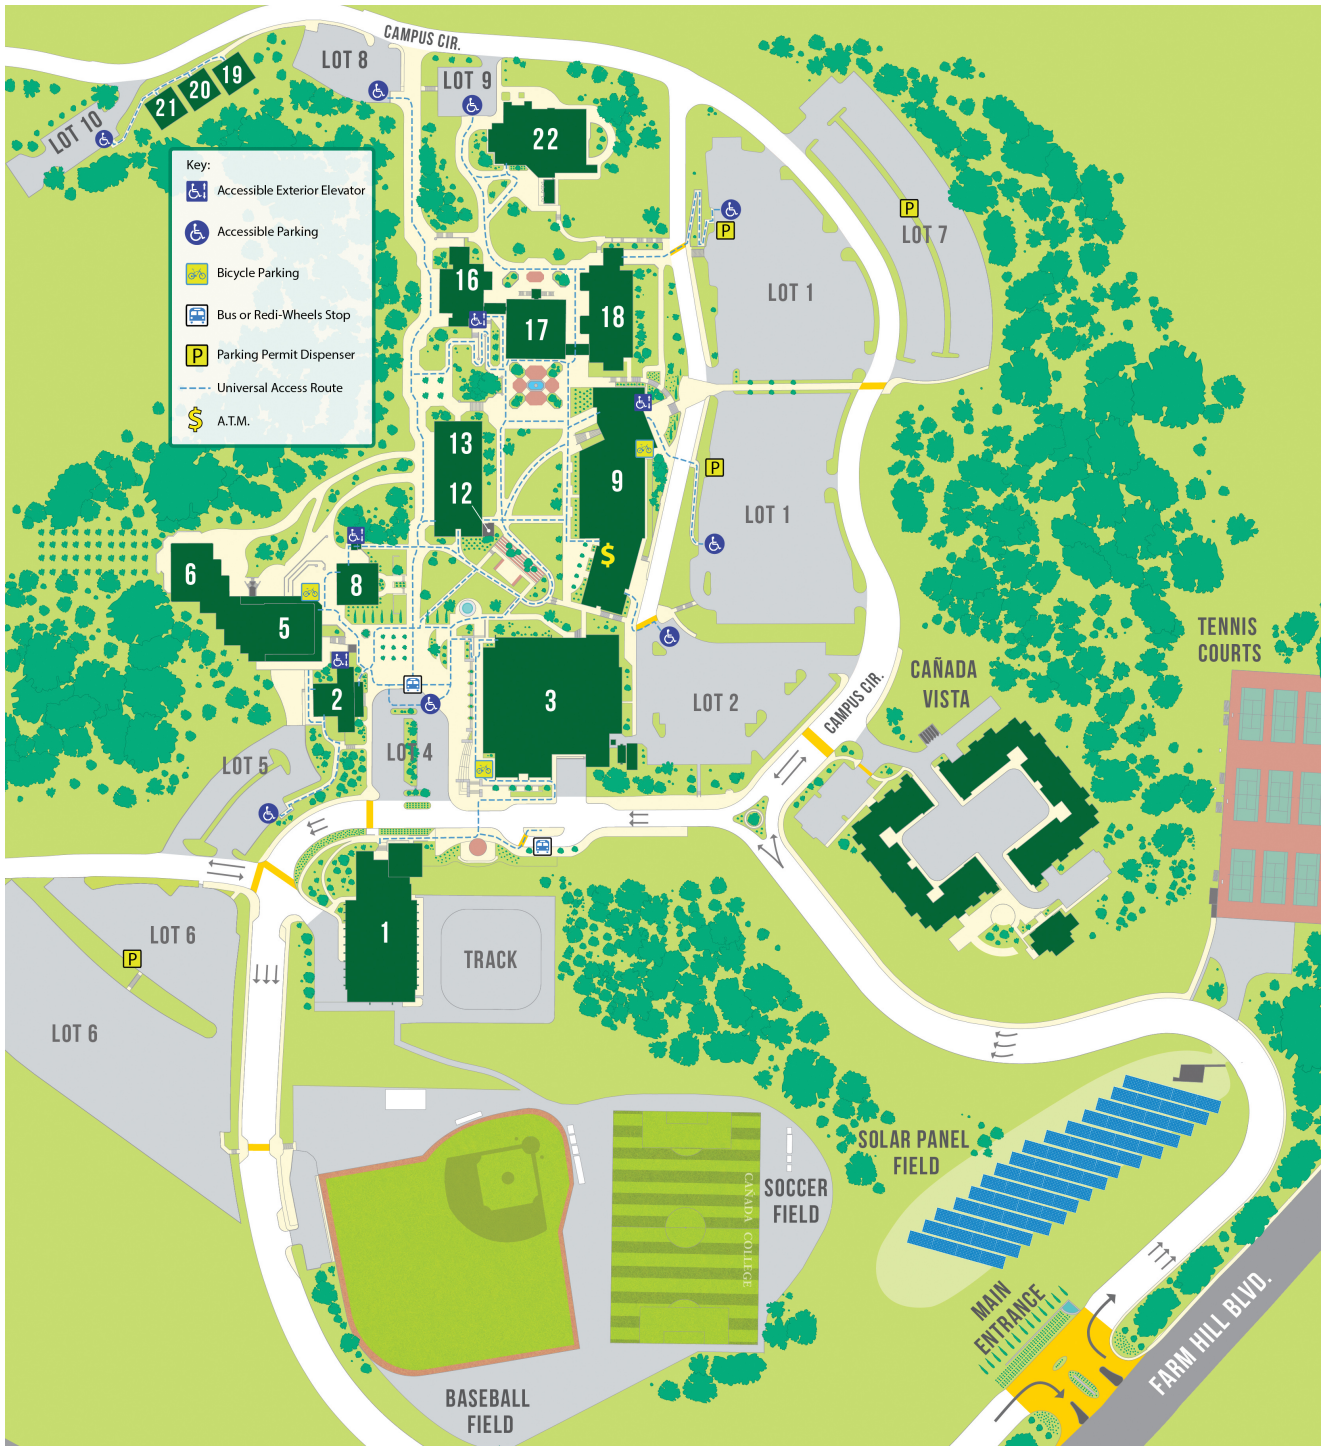 CAMPUS CIR.
LOT 8
LOT 9
19
20
21
LOT 10
22
Key:
Accessible Exterior Elevator
Accessible Parking
Bicycle Parking
Bus or Redi-Wheels Stop
P
Parking Permit Dispenser
Universal Access Route
$
A.T.M.
P
LOT 7
P
LOT 1
16
17
18
13
12
9
P
LOT 1
$
6
5
8
2
3
LOT 2
LOT 4
LOT 5
CAMPUS CIR.
CAÑADA
VISTA
TENNIS
COURTS
1
TRACK
LOT 6
P
LOT 6
SOLAR PANEL
FIELD
SOCCER
FIELD
CAÑADA COLLEGE
MAIN
ENTRANCE
FARM HILL BLVD.
BASEBALL
FIELD